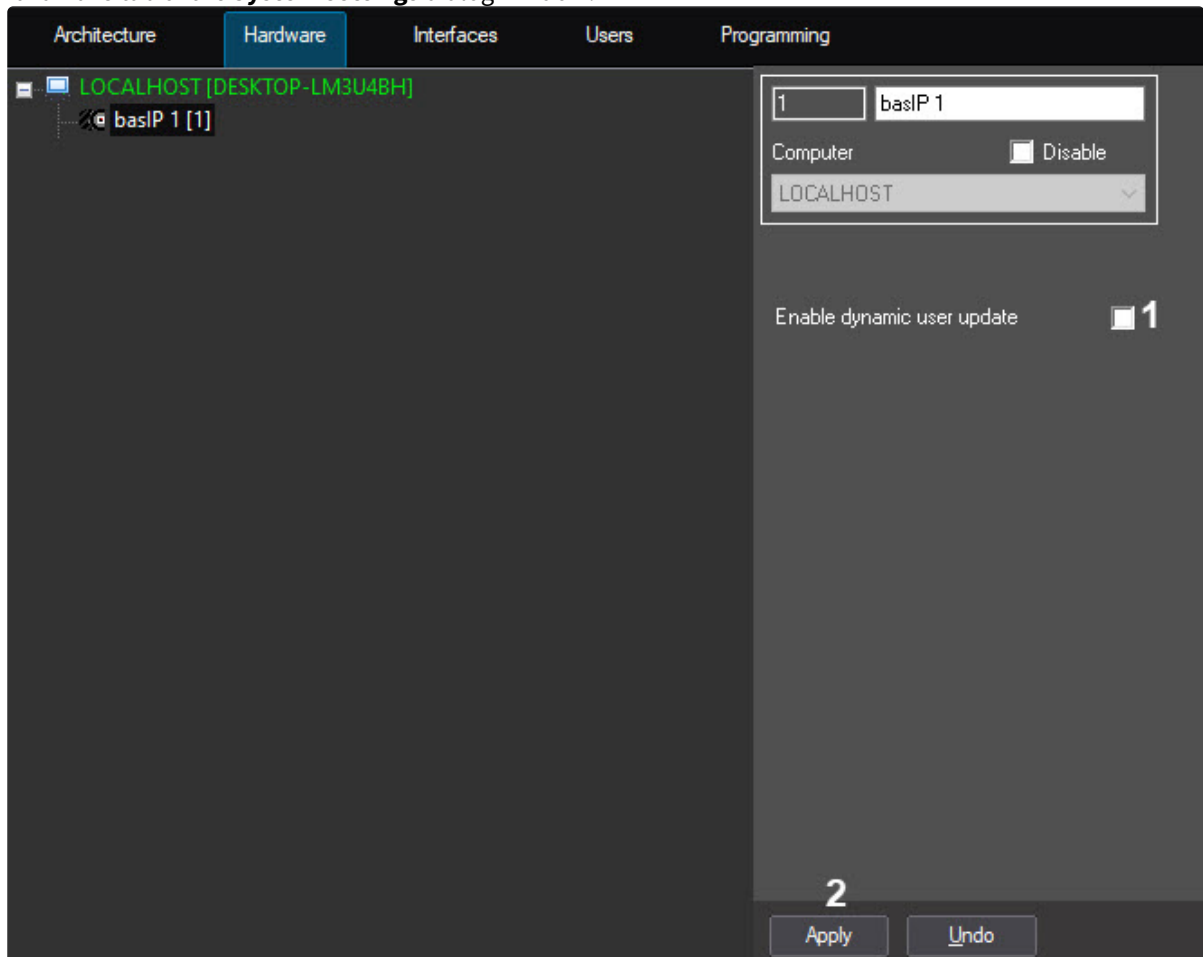 Architecture Hardware Interfaces Users Programming
LOCALHOST [DESKTOP-LM3U4BH]
basIP 1 [1]
1 basIP 1
Computer Disable
LOCALHOST
Enable dynamic user update 1
2
Apply Undo